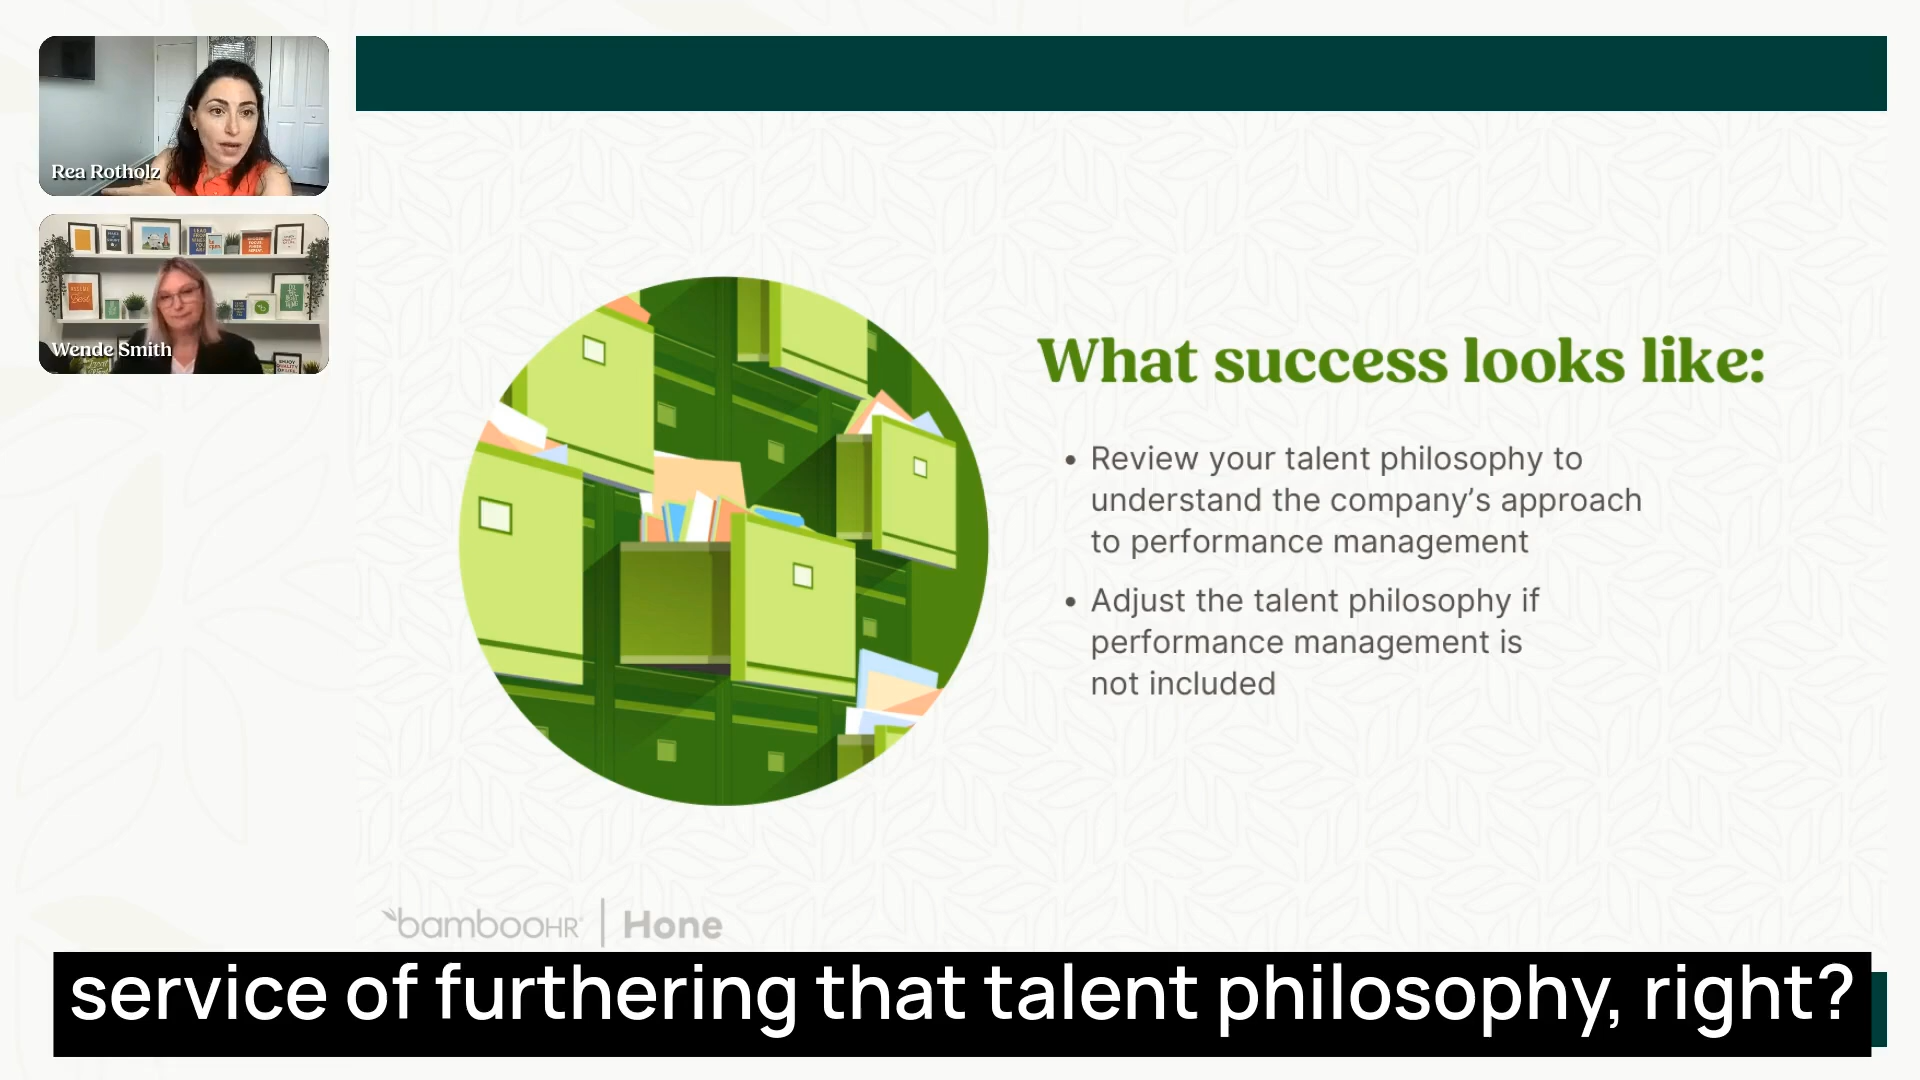 Rea Rotholz
Wende Smith
What success looks like:
• Review your talent philosophy to
understand the company’s approach
to performance management
• Adjust the talent philosophy if
performance management is
not included
bambooHR | Hone
service of furthering that talent philosophy, right?